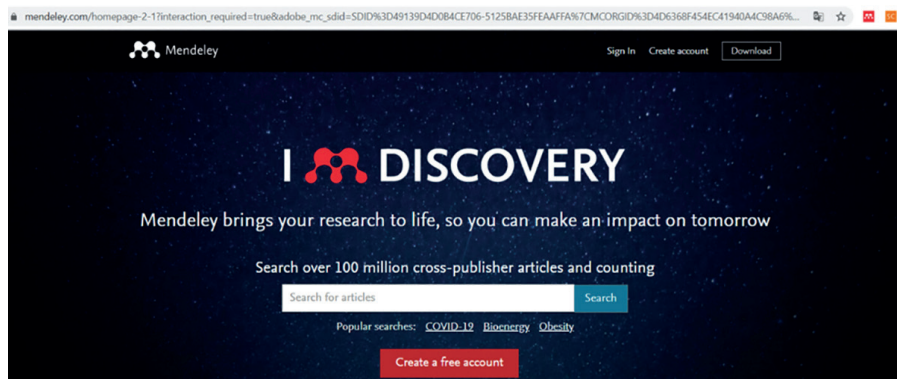 mendeley.com/homepage-2-1?interaction_required=true&adobe_mc_sdid=SDID%3D49139D4D0B4CE706-5125BAE35FEAAFFA%7CMCORGID%3D4D6368F454EC41940A4C98A6%...
Mendeley Sign In Create account Download
I DISCOVERY
Mendeley brings your research to life, so you can make an impact on tomorrow
Search over 100 million cross-publisher articles and counting
Search for articles Search
Popular searches: COVID-19 Bioenergy Obesity
Create a free account